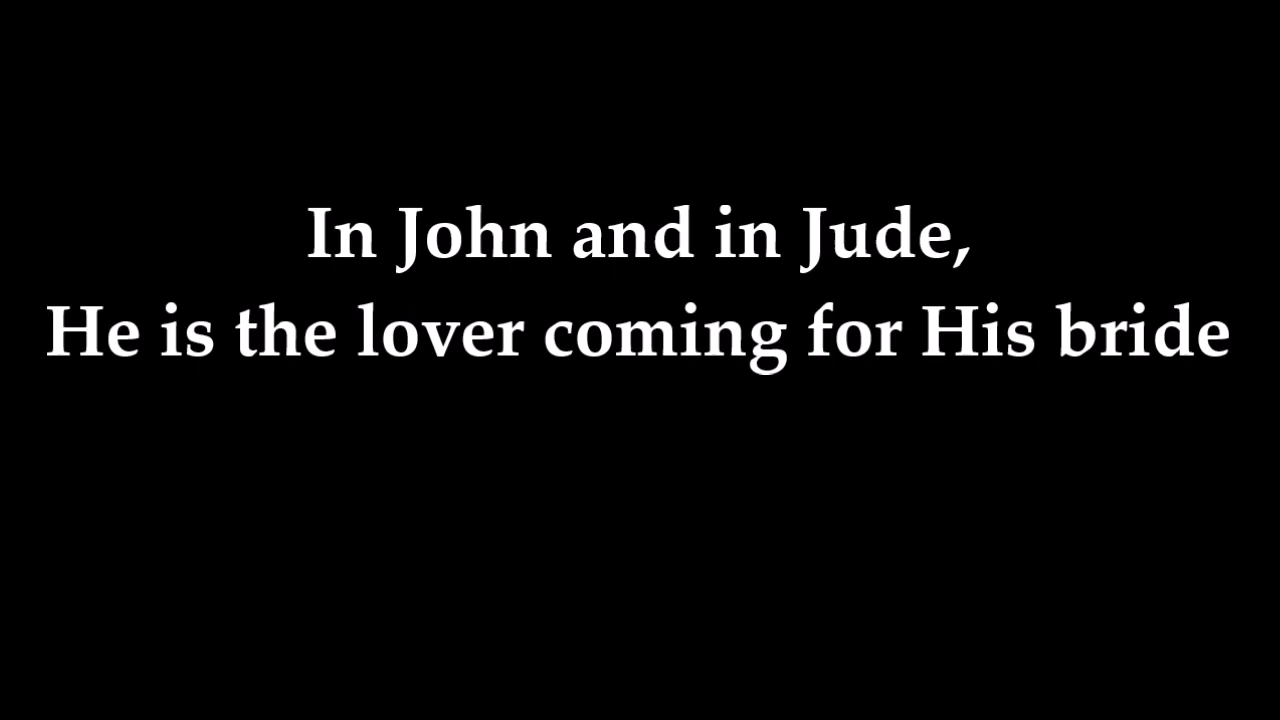 In John and in Jude,
He is the lover coming for His bride